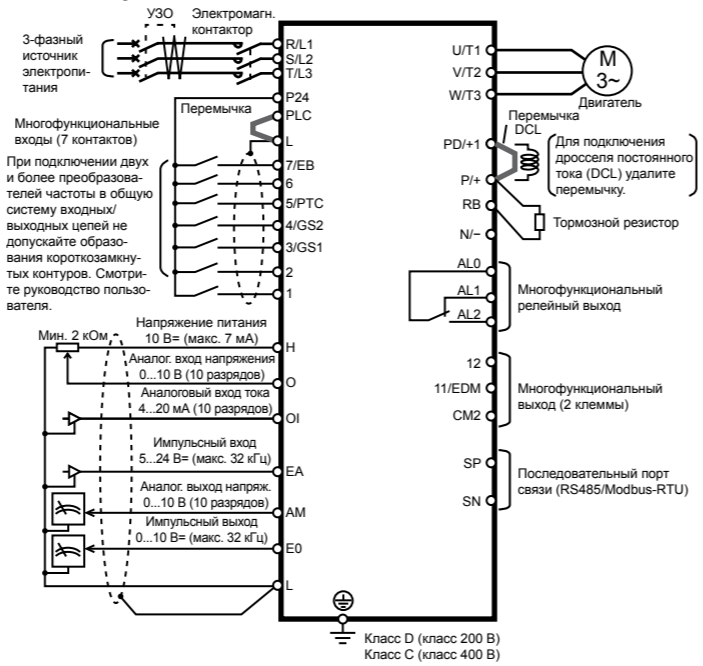 УЗО
Электромагн.
контактор
3-фазный
источник
электропи-
тания
R/L1
S/L2
T/L3
P24
Перемычка
PLC
L
Многофункциональные
входы (7 контактов)
При подключении двух
и более преобразова-
телей частоты в общую
систему входных/
выходных цепей не
допускайте образо-
вания короткозамкну-
тых контуров. Смотри-
те руководство пользо-
вателя.
7/EB
6
5/PTC
4/GS2
3/GS1
2
1
Мин. 2 кОм
Напряжение питания
10 В= (макс. 7 мА)
H
Аналог. вход напряжения
0...10 В (10 разрядов)
O
Аналоговый вход тока
4...20 мА (10 разрядов)
OI
Импульсный вход
5...24 В= (макс. 32 кГц)
EA
Аналог. выход напряж.
0...10 В (10 разрядов)
AM
Импульсный выход
0...10 В= (макс. 32 кГц)
E0
L
U/T1
V/T2
W/T3
M
3~
Двигатель
Перемычка
DCL
PD/+1
P/+
Для подключения
дросселя постоянного
тока (DCL) удалите
перемычку.
RB
N/−
Тормозной резистор
AL0
AL1
AL2
Многофункциональный
релейный выход
12
11/EDM
CM2
Многофункциональный
выход (2 клеммы)
SP
SN
Последовательный порт
связи (RS485/Modbus-RTU)
Класс D (класс 200 В)
Класс C (класс 400 В)